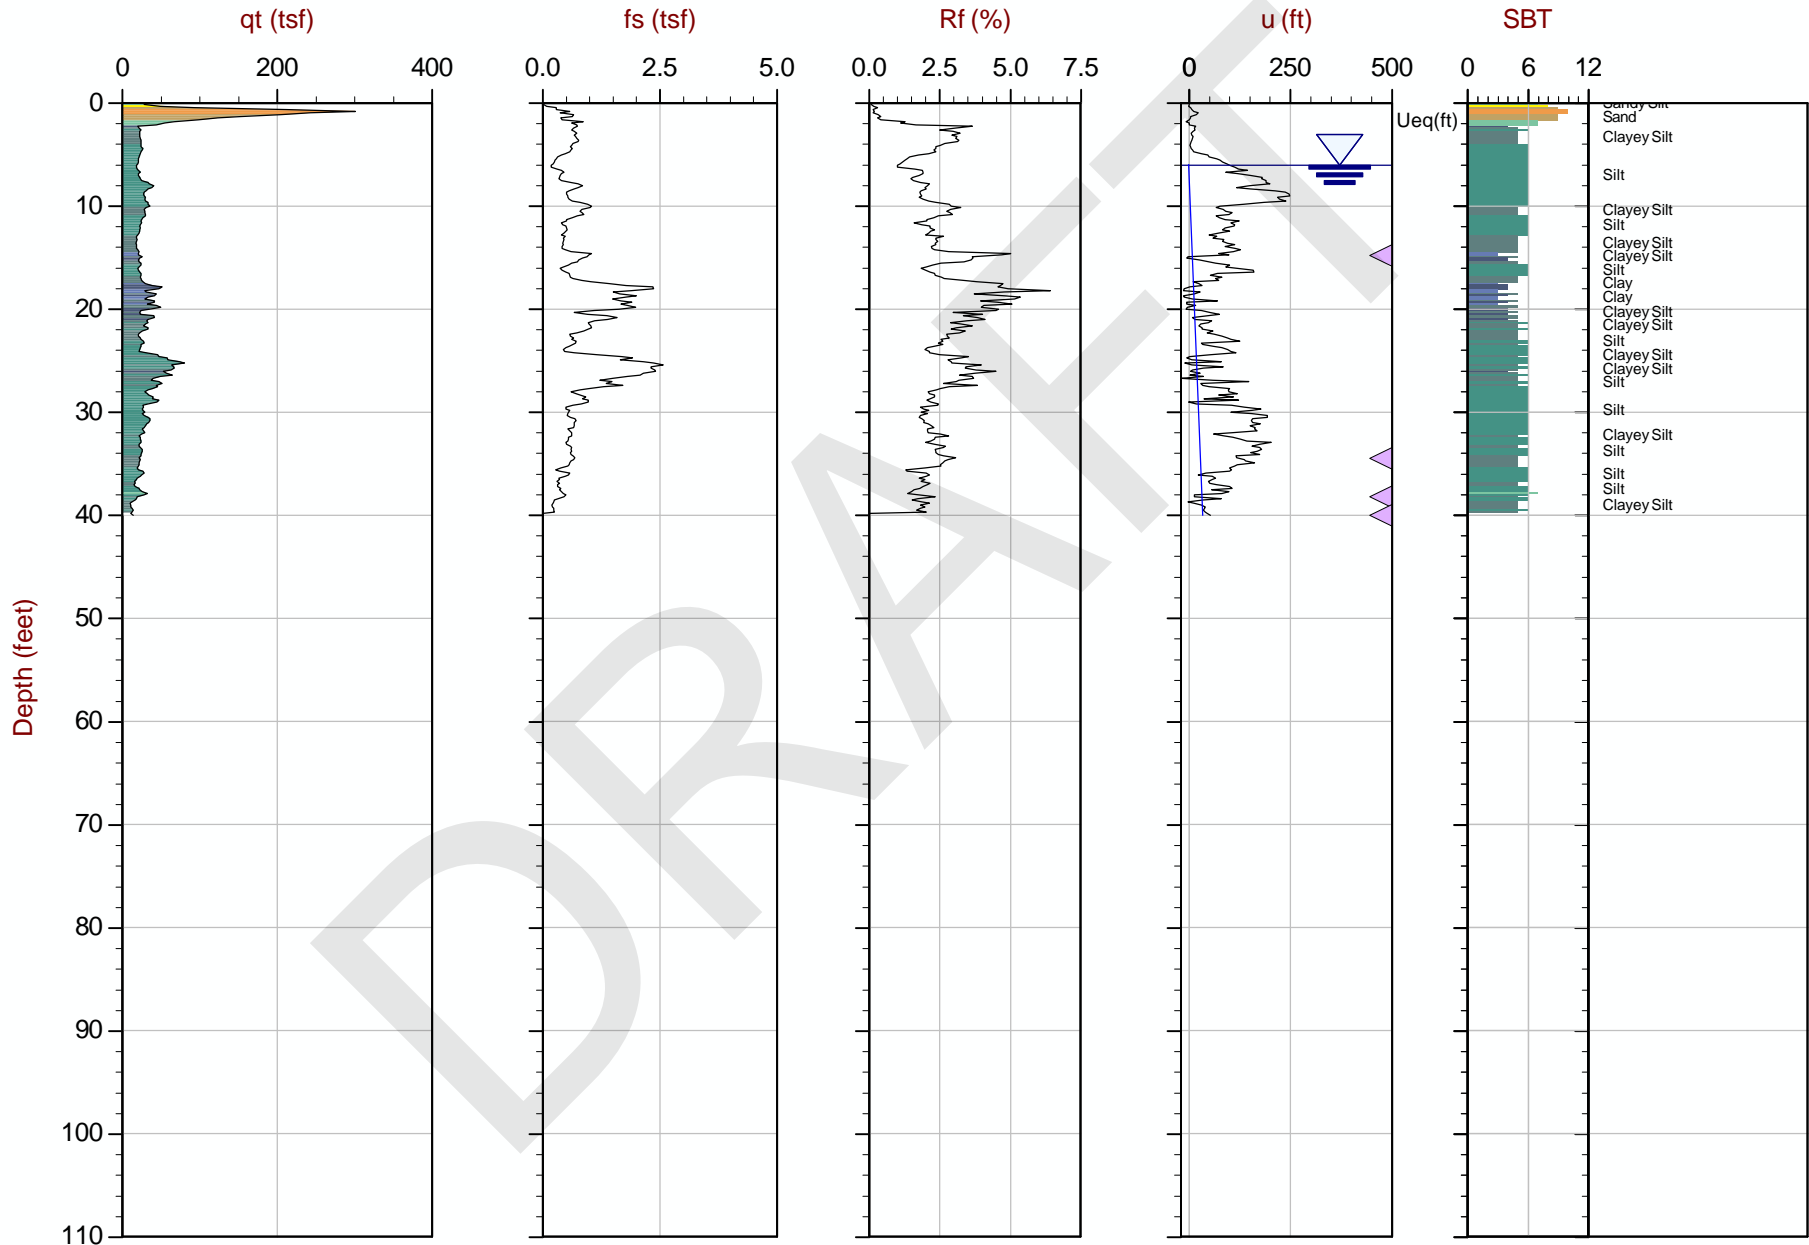 qt (tsf) fs (tsf) Rf (%) u (ft) SBT
0 200 400 0.0 2.5 5.0 0.0 2.5 5.0 7.5 0 250 500 0 6 12
0
10
20
30
40
50
60
70
80
90
100
110
Depth (feet)
Ueq(ft)
Sandy Silt
Sand
Clayey Silt
Silt
Clayey Silt
Silt
Clayey Silt
Clayey Silt
Silt
Clay
Clay
Clayey Silt
Clayey Silt
Silt
Clayey Silt
Clayey Silt
Silt
Silt
Clayey Silt
Silt
Silt
Silt
Clayey Silt
DRAFT